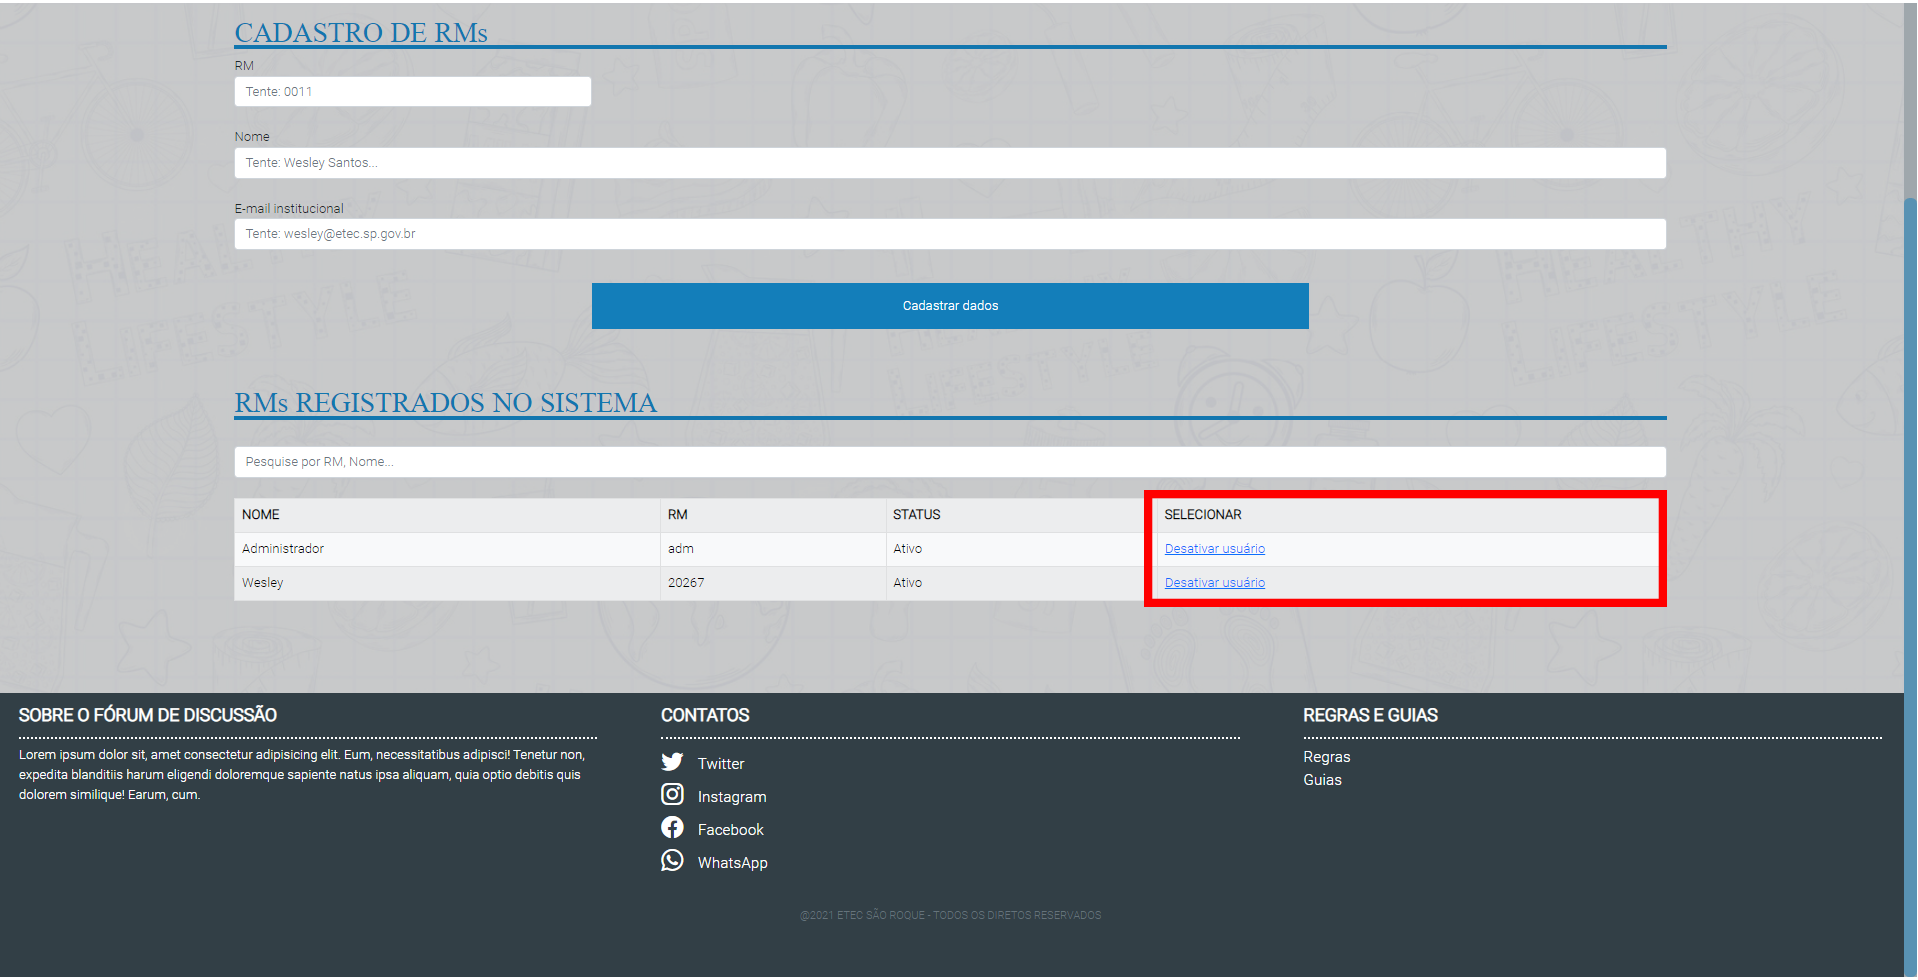 CADASTRO DE RMs
RM
Tente: 0011
Nome
Tente: Wesley Santos...
E-mail institucional
Tente: wesley@etec.sp.gov.br
Cadastrar dados
RMs REGISTRADOS NO SISTEMA
Pesquise por RM, Nome...
NOME RM STATUS SELECIONAR
Administrador adm Ativo Desativar usuário
Wesley 20267 Ativo Desativar usuário
SOBRE O FÓRUM DE DISCUSSÃO
Lorem ipsum dolor sit, amet consectetur adipisicing elit. Eum, necessitatibus adipisci! Tenetur non,
expedita blanditiis harum eligendi doloremque sapiente natus ipsa aliquam, quia optio debitis quis
dolorem similique! Earum, cum.
CONTATOS
Twitter
Instagram
Facebook
WhatsApp
REGRAS E GUIAS
Regras
Guias
@2021 ETEC SÃO ROQUE - TODOS OS DIRETOS RESERVADOS